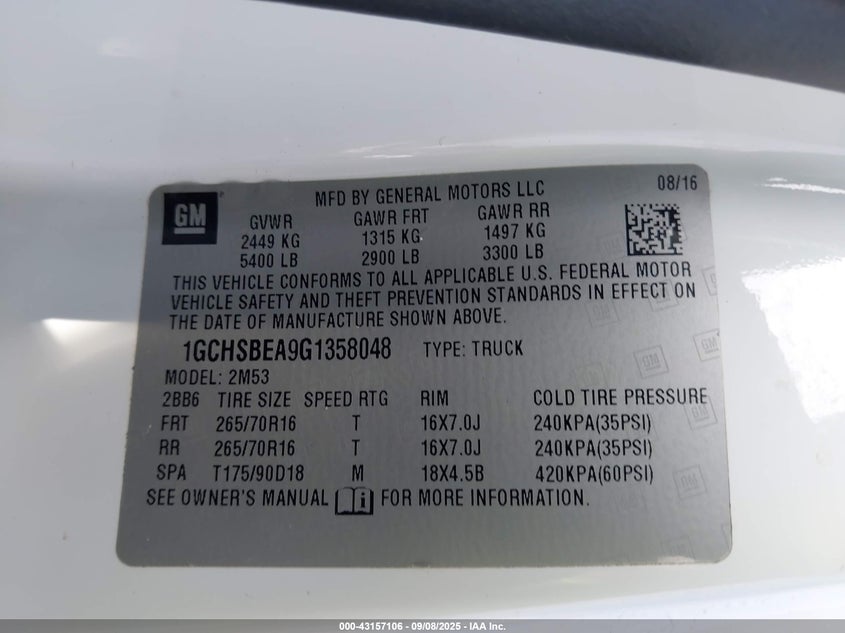 MFD BY GENERAL MOTORS LLC 08/16
GM
GVWR GAWR FRT GAWR RR
2449 KG 1315 KG 1497 KG
5400 LB 2900 LB 3300 LB
THIS VEHICLE CONFORMS TO ALL APPLICABLE U.S. FEDERAL MOTOR
VEHICLE SAFETY AND THEFT PREVENTION STANDARDS IN EFFECT ON
THE DATE OF MANUFACTURE SHOWN ABOVE.
1GCHSBEA9G1358048 TYPE: TRUCK
MODEL: 2M53
2BB6 TIRE SIZE SPEED RTG RIM COLD TIRE PRESSURE
FRT 265/70R16 T 16X7.0J 240KPA(35PSI)
RR 265/70R16 T 16X7.0J 240KPA(35PSI)
SPA T175/90D18 M 18X4.5B 420KPA(60PSI)
SEE OWNER'S MANUAL i FOR MORE INFORMATION.
000-43157106 - 09/08/2025 - IAA Inc.